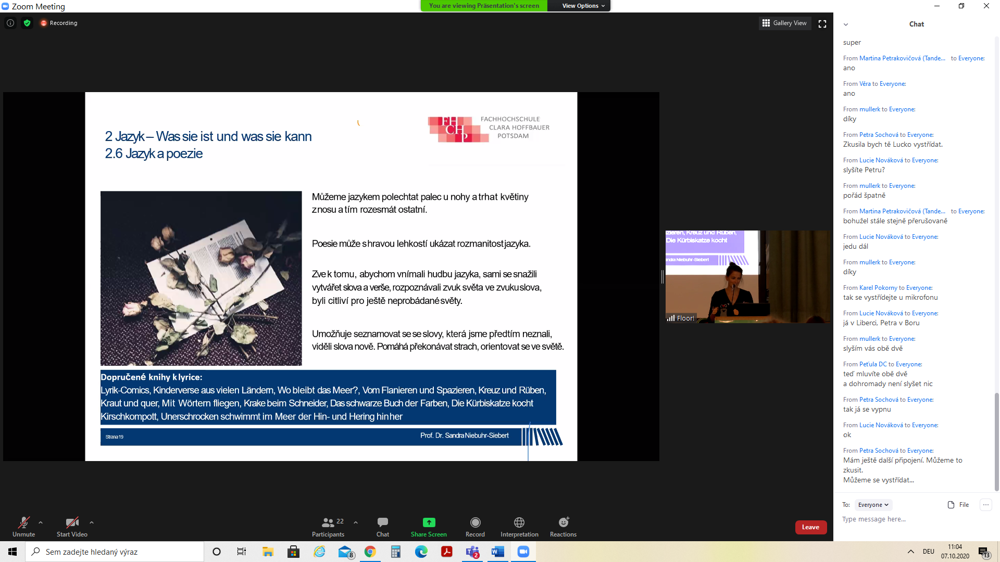 Zoom Meeting
You are viewing Präsentation's screen
View Options
Recording
Gallery View
2 Jazyk – Was sie ist und was sie kann
2.6 Jazyk a poezie
FHCHP
FACHHOCHSCHULE
CLARA HOFFBAUER
POTSDAM
Můžeme jazykem polechtat palec u nohy a trhat květiny
z nosu a tím rozesmát ostatní.
Poesie může s hravou lehkostí ukázat rozmanitost jazyka.
Zve k tomu, abychom vnímali hudbu jazyka, sami se snažili
vytvářet slova a verše, rozpoznávali zvuk světa ve zvuku slova,
byli citliví pro ještě neprobádané světy.
Umožňuje seznamovat se se slovy, která jsme předtím neznali,
viděli slova nově. Pomáhá překonávat strach, orientovat se ve světě.
Dopručené knihy k lyrice:
Lyrik-Comics, Kinderverse aus vielen Ländern, Wo bleibt das Meer?, Vom Flanieren und Spazieren, Kreuz und Rüben,
Kraut und quer, Mit Wörtern fliegen, Krake beim Schneider, Das schwarze Buch der Farben, Die Kürbiskatze kocht
Kirschkompott, Unerschrocken schwimmt im Meer der Hin- und Hering hin her
Strana 19
Prof. Dr. Sandra Niebuhr-Siebert
zieren, Kreuz und Rüben,
Die Kürbiskatze kocht
andra Niebuhr-Siebert
Floor!
Chat
super
From Martina Petrakovičová (Tande... to Everyone:
ano
From Věra to Everyone:
ano
From mullerk to Everyone:
díky
From Petra Sochová to Everyone:
Zkusila bych tě Lucko vystřídat.
From Lucie Nováková to Everyone:
slyšíte Petru?
From mullerk to Everyone:
pořád špatně
From Martina Petrakovičová (Tande... to Everyone:
bohužel stále stejně přerušovaně
From Lucie Nováková to Everyone:
jedu dál
From mullerk to Everyone:
díky
From Karel Pokorny to Everyone:
tak se vystřídejte u mikrofonu
From Lucie Nováková to Everyone:
já v Liberci, Petra v Boru
From mullerk to Everyone:
slyším vás obě dvě
From Peťula DC to Everyone:
teď mluvíte obě dvě
a dohromady není slyšet nic
From Petra Sochová to Everyone:
tak já se vypnu
From Lucie Nováková to Everyone:
ok
From Petra Sochová to Everyone:
Mám ještě další připojení. Můžeme to
zkusit.
Můžeme se vystřídat...
To: Everyone
File
Type message here...
Unmute
Start Video
22
Participants
Chat
Share Screen
Record
Interpretation
Reactions
Leave
Sem zadejte hledaný výraz
8
2
DEU
11:04
07.10.2020
13